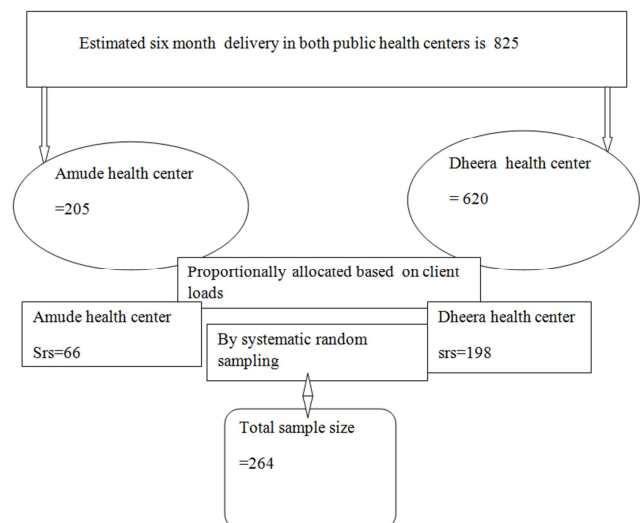 Estimated six month delivery in both public health centers is 825
Amude health center
=205
Dheera health center
= 620
Proportionally allocated based on client
loads
Amude health center
Srs=66
By systematic random
sampling
Dheera health center
srs=198
Total sample size
=264